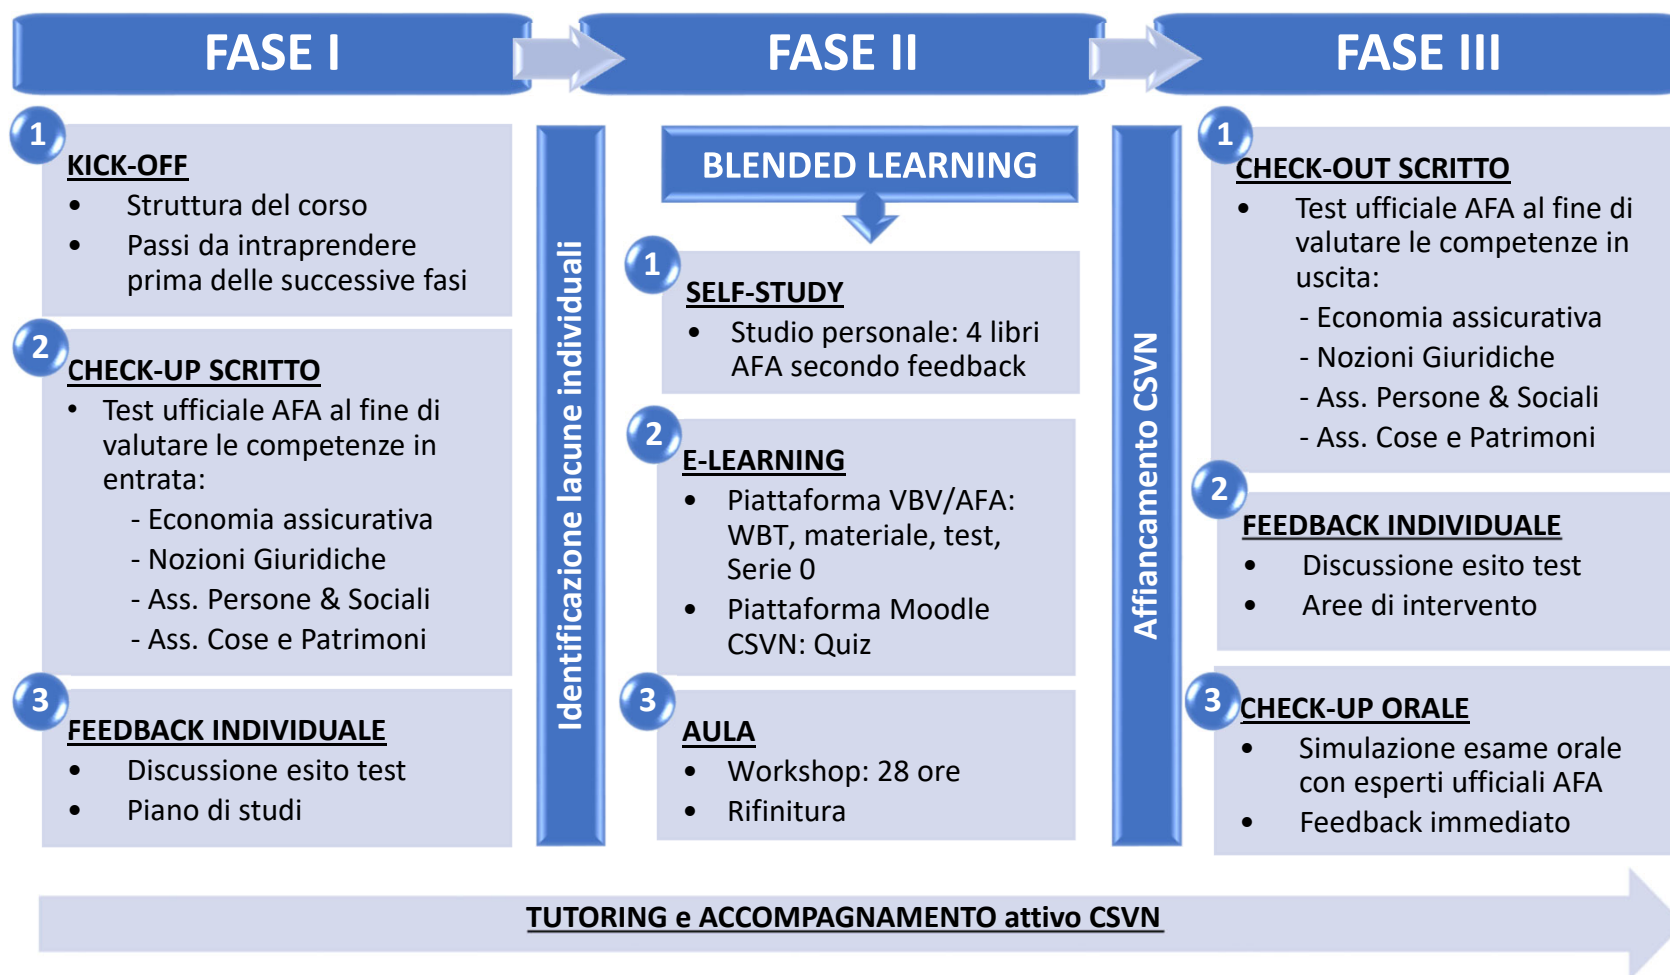 FASE I
FASE II
FASE III
1
KICK-OFF
• Struttura del corso
• Passi da intraprendere
prima delle successive fasi
2
CHECK-UP SCRITTO
• Test ufficiale AFA al fine di
valutare le competenze in
entrata:
- Economia assicurativa
- Nozioni Giuridiche
- Ass. Persone & Sociali
- Ass. Cose e Patrimoni
3
FEEDBACK INDIVIDUALE
• Discussione esito test
• Piano di studi
Identificazione lacune individuali
BLENDED LEARNING
1
SELF-STUDY
• Studio personale: 4 libri
AFA secondo feedback
2
E-LEARNING
• Piattaforma VBV/AFA:
WBT, materiale, test,
Serie 0
• Piattaforma Moodle
CSVN: Quiz
3
AULA
• Workshop: 28 ore
• Rifinitura
Affiancamento CSVN
1
CHECK-OUT SCRITTO
• Test ufficiale AFA al fine di
valutare le competenze in
uscita:
- Economia assicurativa
- Nozioni Giuridiche
- Ass. Persone & Sociali
- Ass. Cose e Patrimoni
2
FEEDBACK INDIVIDUALE
• Discussione esito test
• Aree di intervento
3
CHECK-UP ORALE
• Simulazione esame orale
con esperti ufficiali AFA
• Feedback immediato
TUTORING e ACCOMPAGNAMENTO attivo CSVN